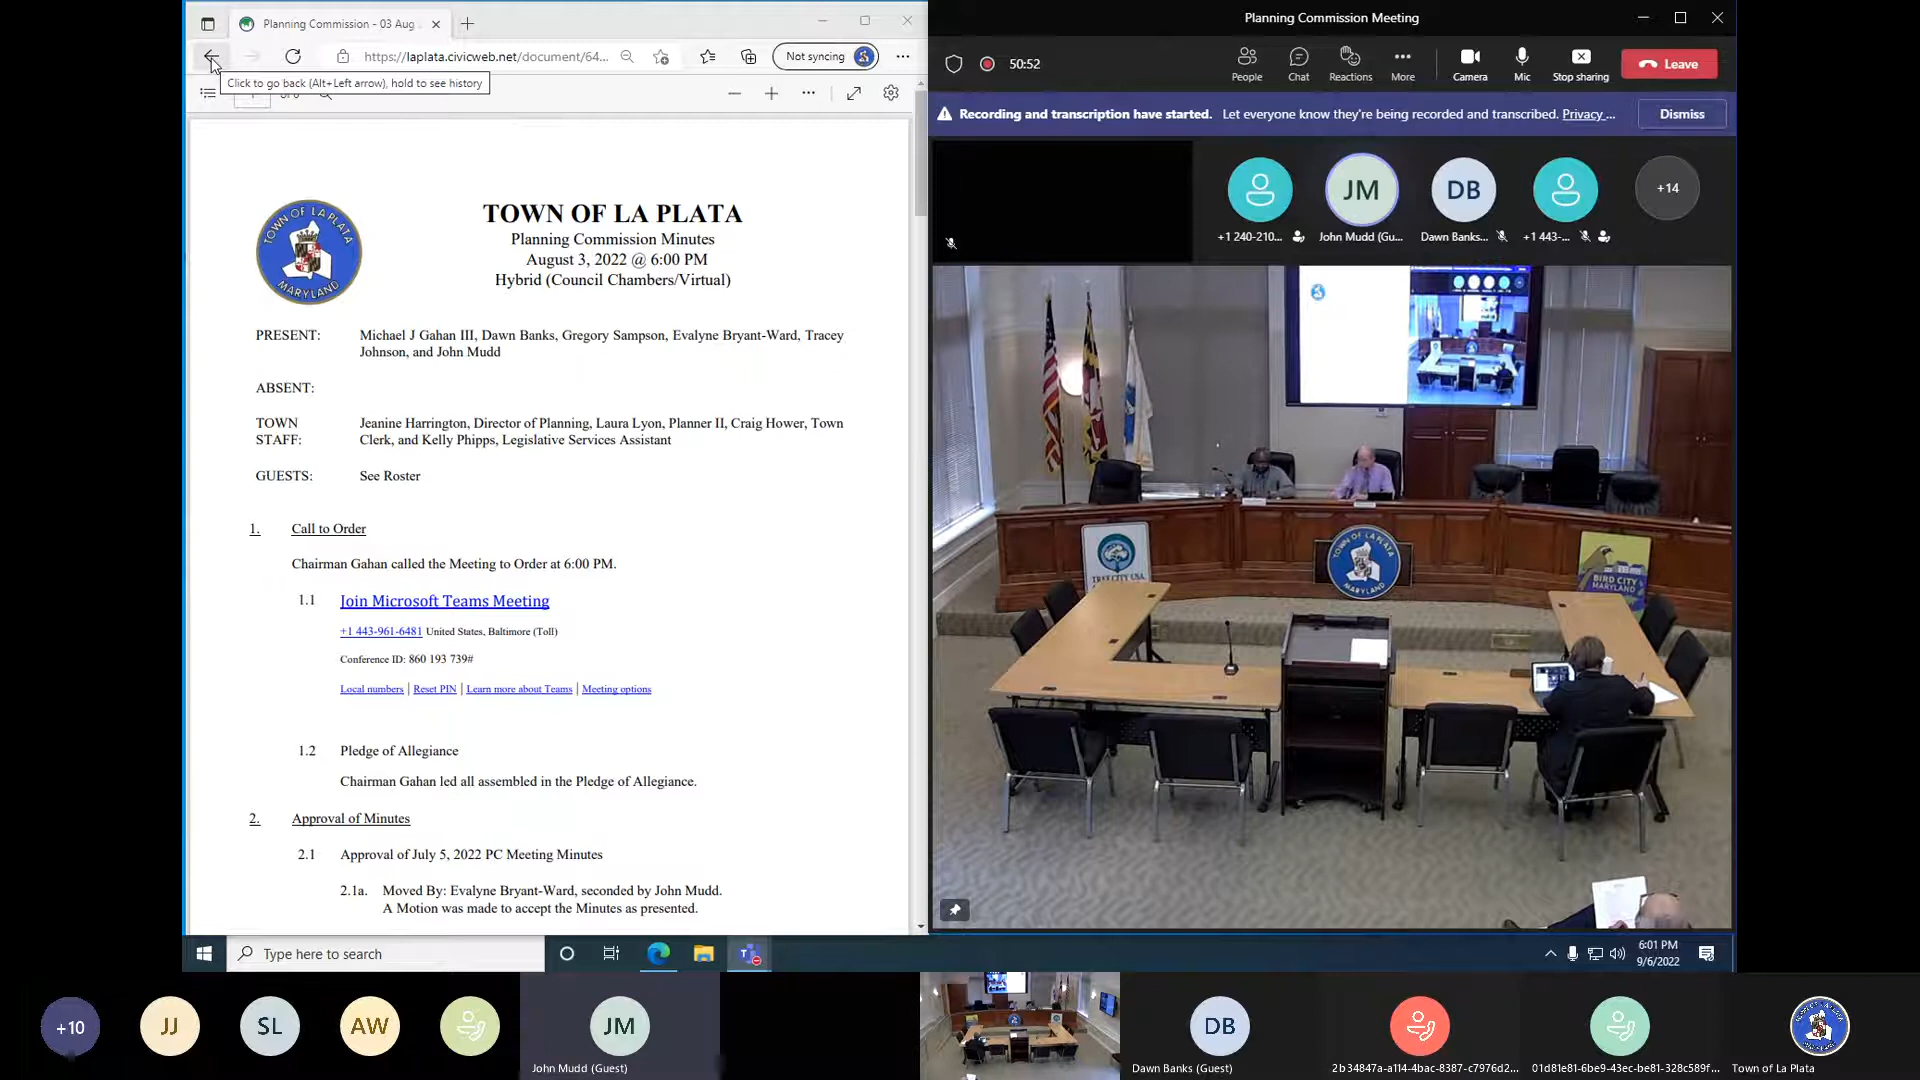 Planning Commission - 03 Aug
https://laplata.civicweb.net/document/64...
Not syncing
Click to go back (Alt+Left arrow), hold to see history
TOWN OF LA PLATA
MARYLAND
TOWN OF LA PLATA
Planning Commission Minutes
August 3, 2022 @ 6:00 PM
Hybrid (Council Chambers/Virtual)
PRESENT: Michael J Gahan III, Dawn Banks, Gregory Sampson, Evalyne Bryant-Ward, Tracey
Johnson, and John Mudd
ABSENT:
TOWN Jeanine Harrington, Director of Planning, Laura Lyon, Planner II, Craig Hower, Town
STAFF: Clerk, and Kelly Phipps, Legislative Services Assistant
GUESTS: See Roster
1. Call to Order
Chairman Gahan called the Meeting to Order at 6:00 PM.
1.1 Join Microsoft Teams Meeting
+1 443-961-6481 United States, Baltimore (Toll)
Conference ID: 860 193 739#
Local numbers | Reset PIN | Learn more about Teams | Meeting options
1.2 Pledge of Allegiance
Chairman Gahan led all assembled in the Pledge of Allegiance.
2. Approval of Minutes
2.1 Approval of July 5, 2022 PC Meeting Minutes
2.1a. Moved By: Evalyne Bryant-Ward, seconded by John Mudd.
A Motion was made to accept the Minutes as presented.
Type here to search
Planning Commission Meeting
50:52
People
Chat
Reactions
More
Camera
Mic
Stop sharing
Leave
Recording and transcription have started. Let everyone know they're being recorded and transcribed. Privacy ...
Dismiss
JM
DB
+14
+1 240-210...
John Mudd (Gu...
Dawn Banks...
+1 443-...
TREE CITY USA
TOWN OF LA PLATA
MARYLAND
BIRD CITY
MARYLAND
6:01 PM
9/6/2022
+10
JJ
SL
AW
JM
John Mudd (Guest)
DB
Dawn Banks (Guest)
2b34847a-a114-4bac-8387-c7976d2...
01d81e81-6be9-43ec-be81-328c589f...
Town of La Plata